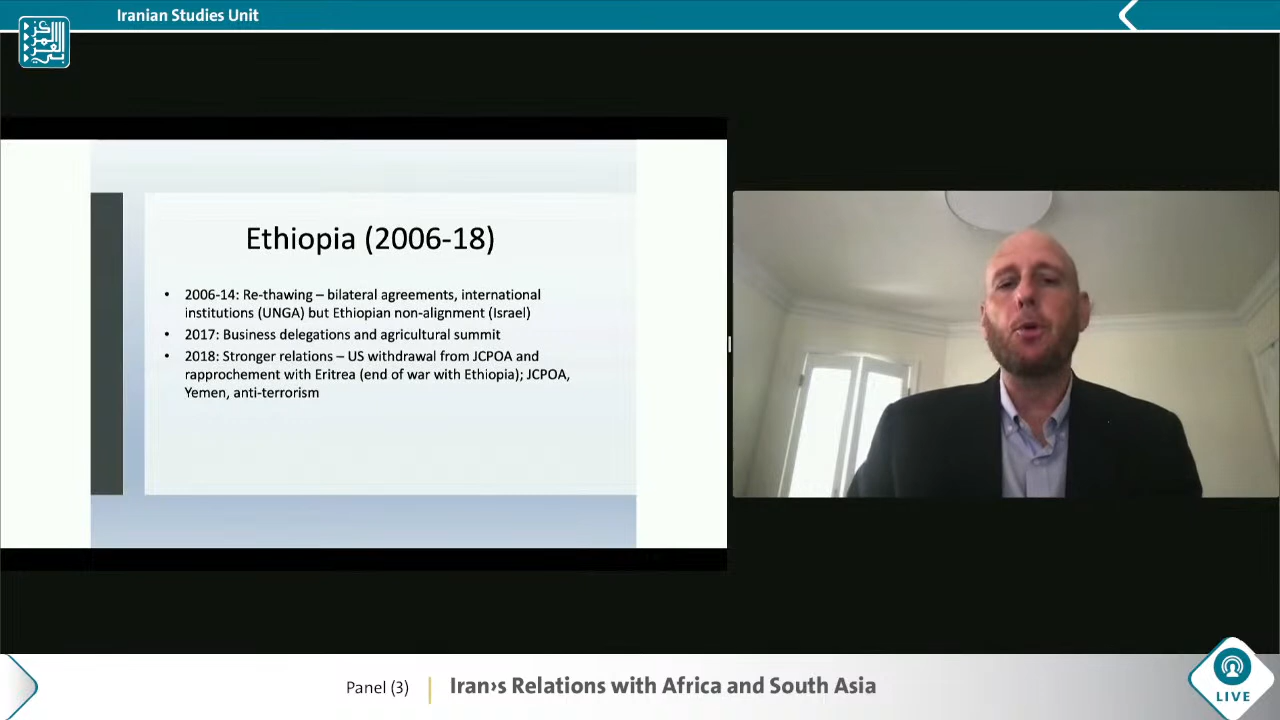 Iranian Studies Unit
المركز العربي
Ethiopia (2006-18)
• 2006-14: Re-thawing – bilateral agreements, international
institutions (UNGA) but Ethiopian non-alignment (Israel)
• 2017: Business delegations and agricultural summit
• 2018: Stronger relations – US withdrawal from JCPOA and
rapprochement with Eritrea (end of war with Ethiopia); JCPOA,
Yemen, anti-terrorism
Panel (3)
Iran›s Relations with Africa and South Asia
LIVE